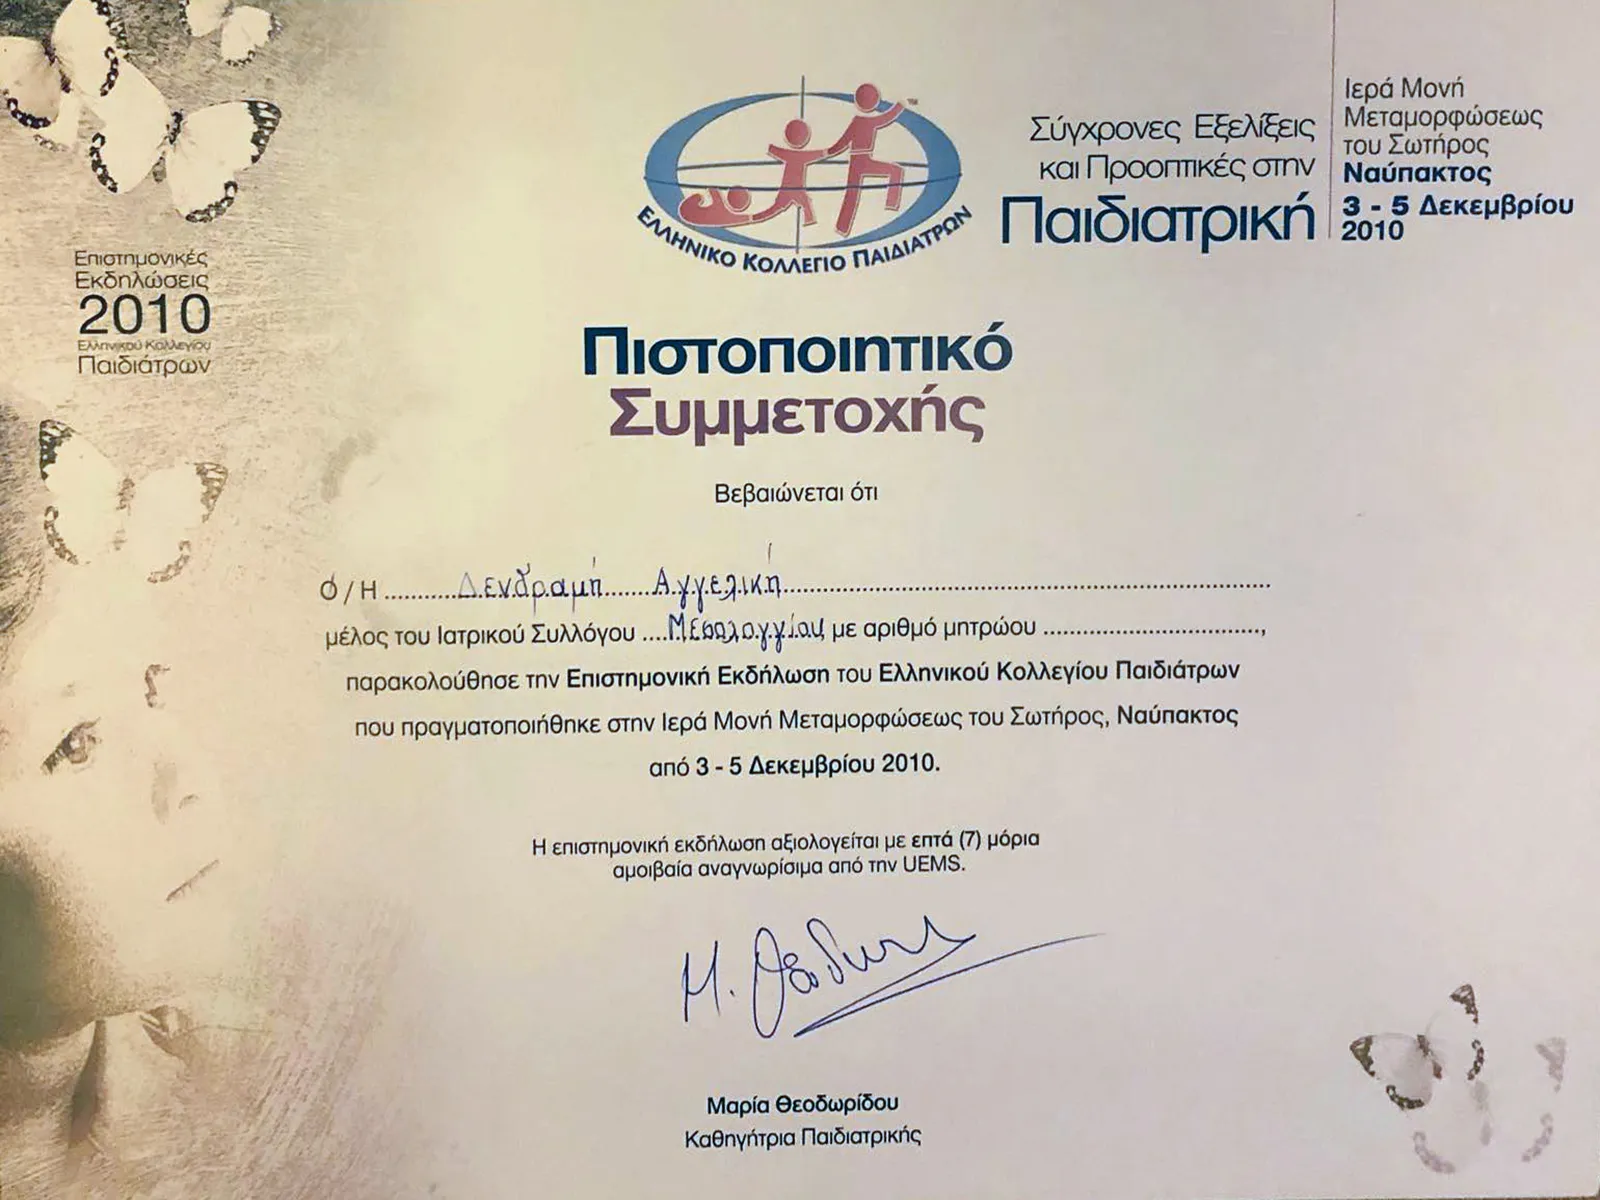 Επιστημονικές
Εκδηλώσεις
2010
Ελληνικού Κολλεγίου
Παιδιάτρων
ΕΛΛΗΝΙΚΟ ΚΟΛΛΕΓΙΟ ΠΑΙΔΙΑΤΡΩΝ
TM
Σύγχρονες Εξελίξεις
και Προοπτικές στην
Παιδιατρική
Ιερά Μονή
Μεταμορφώσεως
του Σωτήρος
Ναύπακτος
3 - 5 Δεκεμβρίου
2010
Πιστοποιητικό
Συμμετοχής
Βεβαιώνεται ότι
Ο / Η ...........Δενδραμή.......Αγγελική...........
μέλος του Ιατρικού Συλλόγου ....Μεσολογγίου με αριθμό μητρώου ...............................,
παρακολούθησε την Επιστημονική Εκδήλωση του Ελληνικού Κολλεγίου Παιδιάτρων
που πραγματοποιήθηκε στην Ιερά Μονή Μεταμορφώσεως του Σωτήρος, Ναύπακτος
από 3 - 5 Δεκεμβρίου 2010.
Η επιστημονική εκδήλωση αξιολογείται με επτά (7) μόρια
αμοιβαία αναγνωρίσιμα από την UEMS.
Μαρία Θεοδωρίδου
Καθηγήτρια Παιδιατρικής